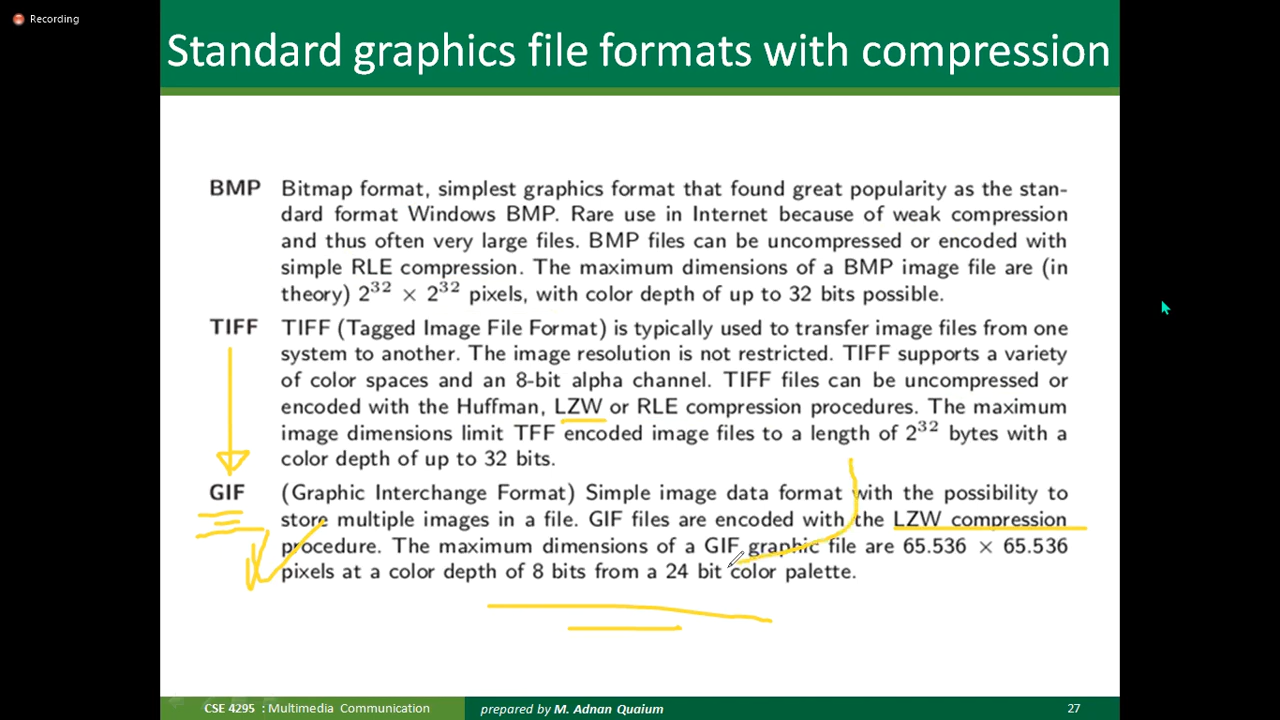 Recording
Standard graphics file formats with compression
BMP Bitmap format, simplest graphics format that found great popularity as the stan-
dard format Windows BMP. Rare use in Internet because of weak compression
and thus often very large files. BMP files can be uncompressed or encoded with
simple RLE compression. The maximum dimensions of a BMP image file are (in
theory) 2³² × 2³² pixels, with color depth of up to 32 bits possible.
TIFF TIFF (Tagged Image File Format) is typically used to transfer image files from one
system to another. The image resolution is not restricted. TIFF supports a variety
of color spaces and an 8-bit alpha channel. TIFF files can be uncompressed or
encoded with the Huffman, LZW or RLE compression procedures. The maximum
image dimensions limit TFF encoded image files to a length of 2³² bytes with a
color depth of up to 32 bits.
GIF (Graphic Interchange Format) Simple image data format with the possibility to
store multiple images in a file. GIF files are encoded with the LZW compression
procedure. The maximum dimensions of a GIF graphic file are 65.536 × 65.536
pixels at a color depth of 8 bits from a 24 bit color palette.
CSE 4295 : Multimedia Communication prepared by M. Adnan Quaium 27